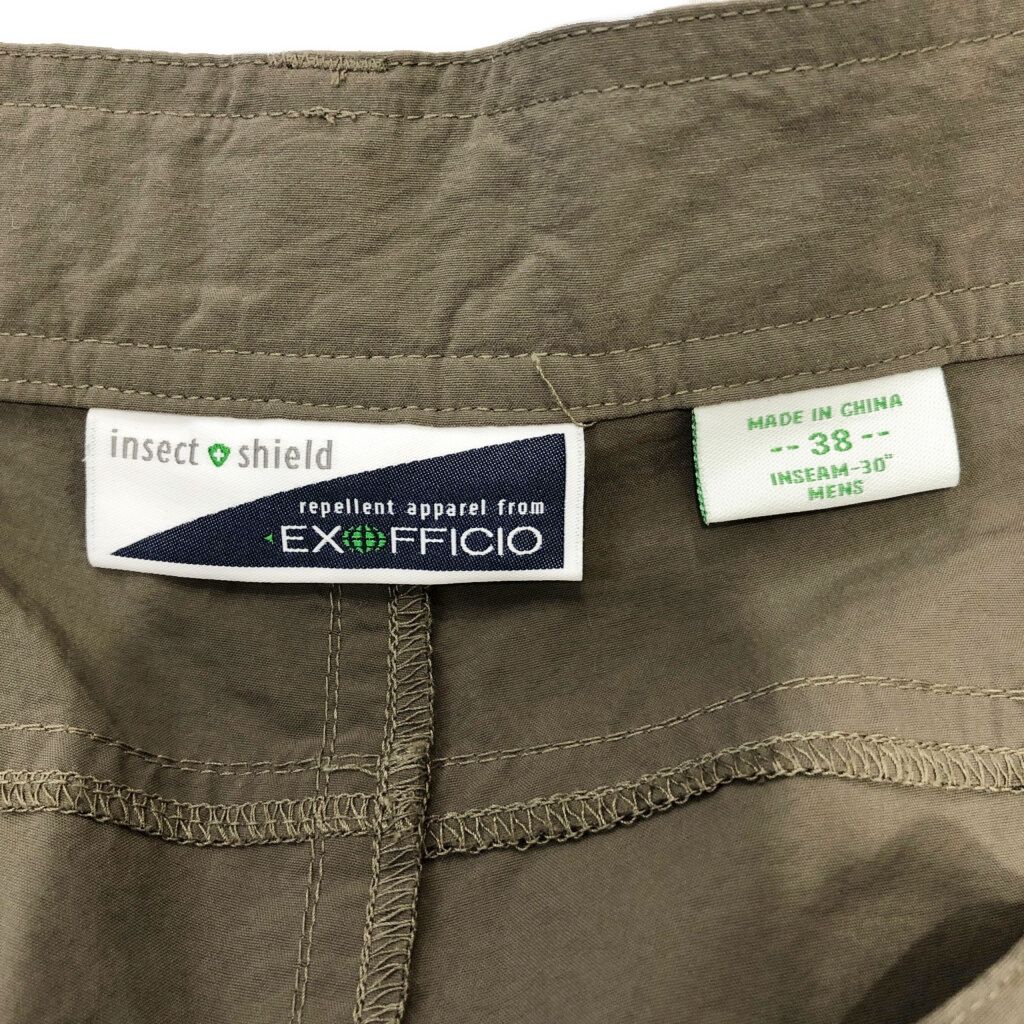 insect shield
repellent apparel from
EXOFFICIO
MADE IN CHINA
-- 38 --
INSEAM-30"
MENS